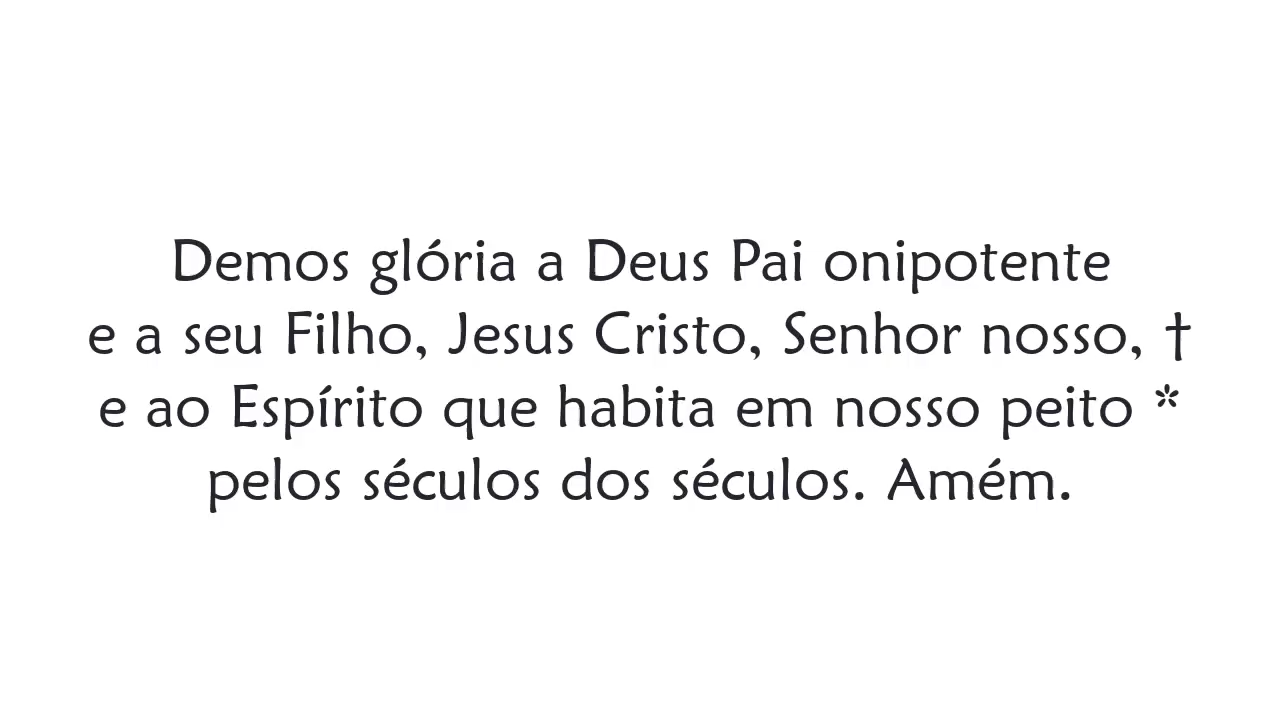 Demos glória a Deus Pai onipotente
e a seu Filho, Jesus Cristo, Senhor nosso, †
e ao Espírito que habita em nosso peito *
pelos séculos dos séculos. Amém.